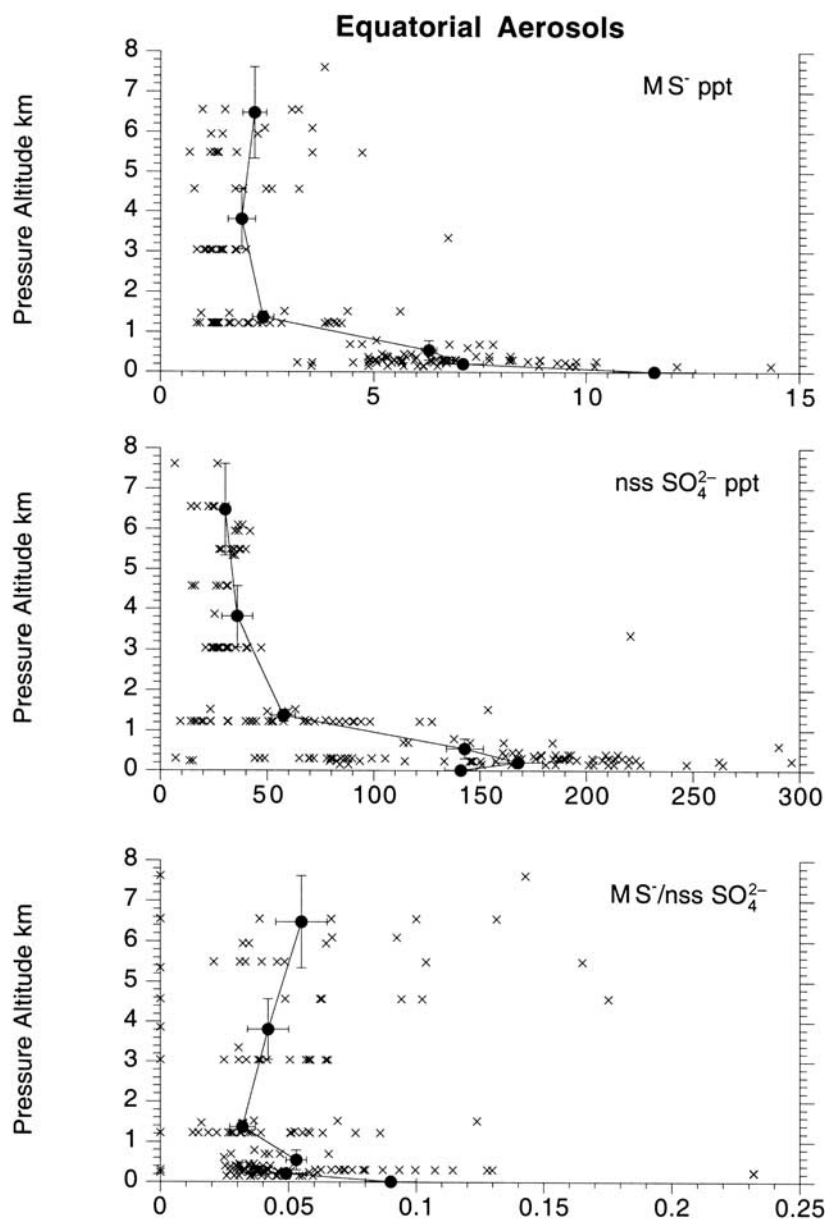 Equatorial Aerosols
MS⁻ ppt
Pressure Altitude km
8
7
6
5
4
3
2
1
0
0 5 10 15
nss SO₄²⁻ ppt
Pressure Altitude km
8
7
6
5
4
3
2
1
0
0 50 100 150 200 250 300
MS⁻/nss SO₄²⁻
Pressure Altitude km
8
7
6
5
4
3
2
1
0
0 0.05 0.1 0.15 0.2 0.25